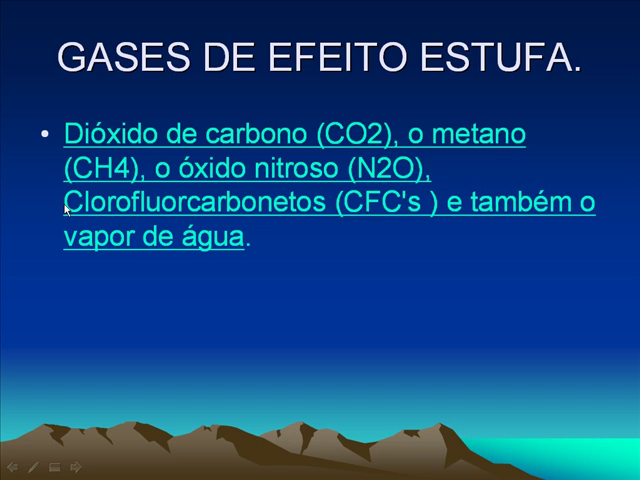 GASES DE EFEITO ESTUFA.
• Dióxido de carbono (CO2), o metano
(CH4), o óxido nitroso (N2O),
Clorofluorcarbonetos (CFC's ) e também o
vapor de água.